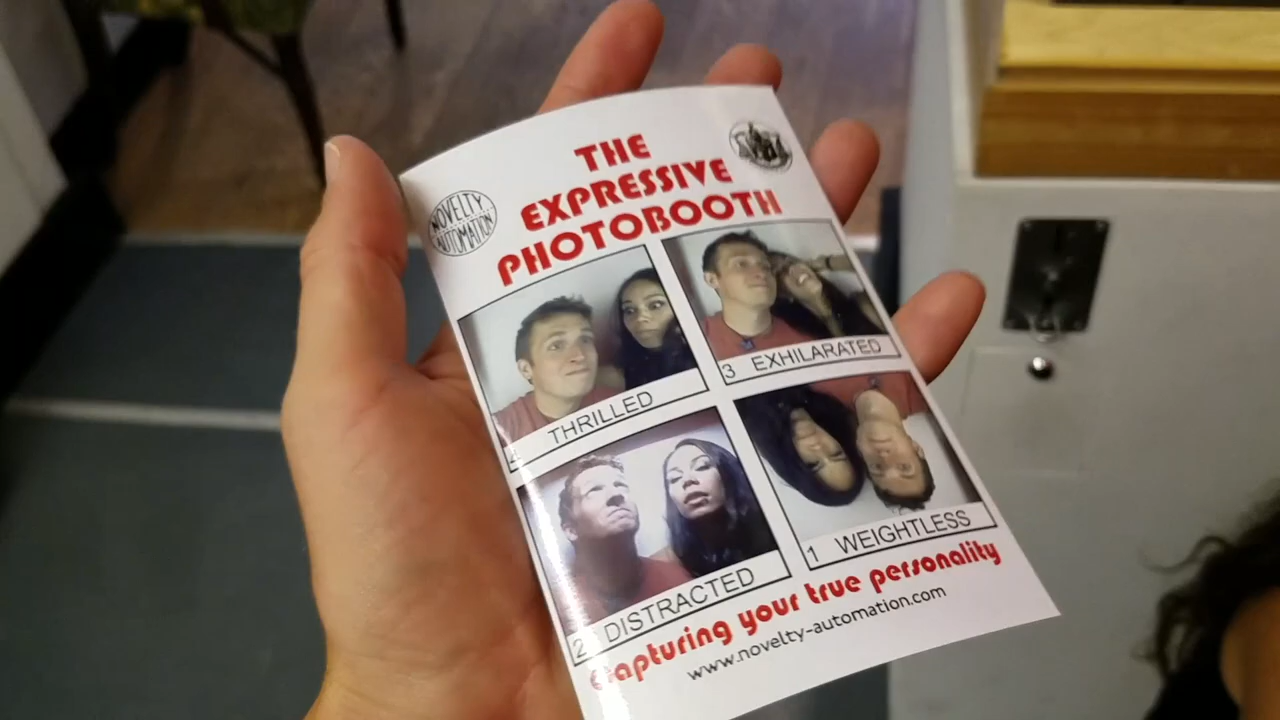 THE
EXPRESSIVE
PHOTOBOOTH
NOVELTY
AUTOMATION
4 THRILLED
3 EXHILARATED
2 DISTRACTED
1 WEIGHTLESS
Capturing your true personality
www.novelty-automation.com